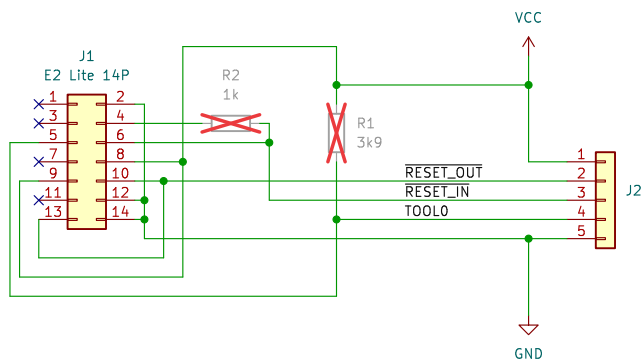 VCC
J1
E2 Lite 14P
R2
1k
1 2
3 4
5 6
7 8
9 10
11 12
13 14
R1
3k9
RESET_OUT
RESET_IN
TOOL0
1
2
3
4
5
J2
GND